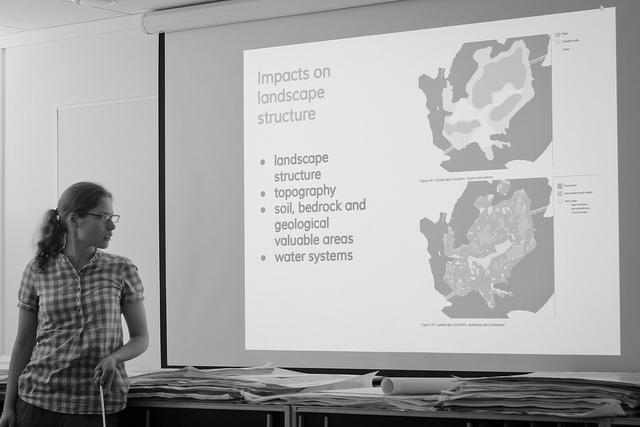 Impacts on
landscape
structure
• landscape
structure
• topography
• soil, bedrock and
geological
valuable areas
• water systems